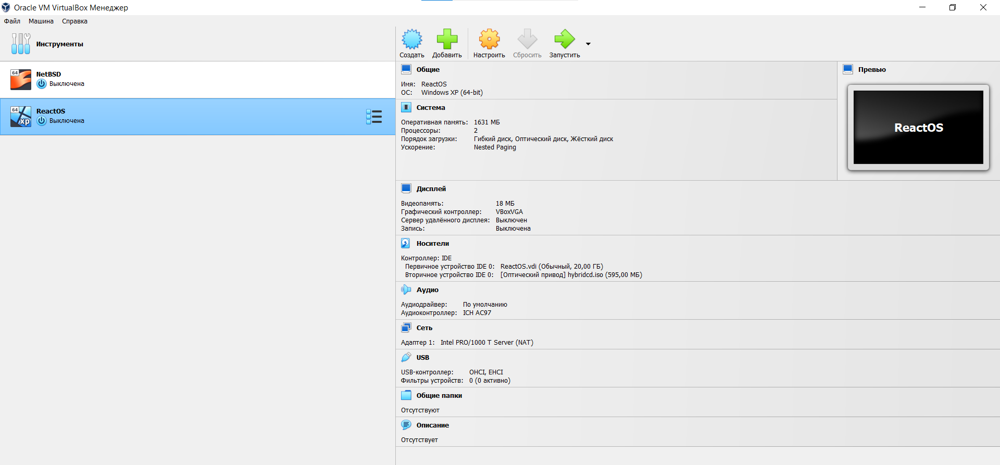 Oracle VM VirtualBox Менеджер
Файл Машина Справка
Инструменты
Создать Добавить Настроить Сбросить Запустить
64
NetBSD
Выключена
64
xp
ReactOS
Выключена
Общие
Имя: ReactOS
ОС: Windows XP (64-bit)
Превью
ReactOS
Система
Оперативная память: 1631 МБ
Процессоры: 2
Порядок загрузки: Гибкий диск, Оптический диск, Жёсткий диск
Ускорение: Nested Paging
Дисплей
Видеопамять: 18 МБ
Графический контроллер: VBoxVGA
Сервер удалённого дисплея: Выключен
Запись: Выключена
Носители
Контроллер: IDE
Первичное устройство IDE 0: ReactOS.vdi (Обычный, 20,00 ГБ)
Вторичное устройство IDE 0: [Оптический привод] hybridcd.iso (595,00 МБ)
Аудио
Аудиодрайвер: По умолчанию
Аудиоконтроллер: ICH AC97
Сеть
Адаптер 1: Intel PRO/1000 T Server (NAT)
USB
USB-контроллер: OHCI, EHCI
Фильтры устройств: 0 (0 активно)
Общие папки
Отсутствуют
Описание
Отсутствует